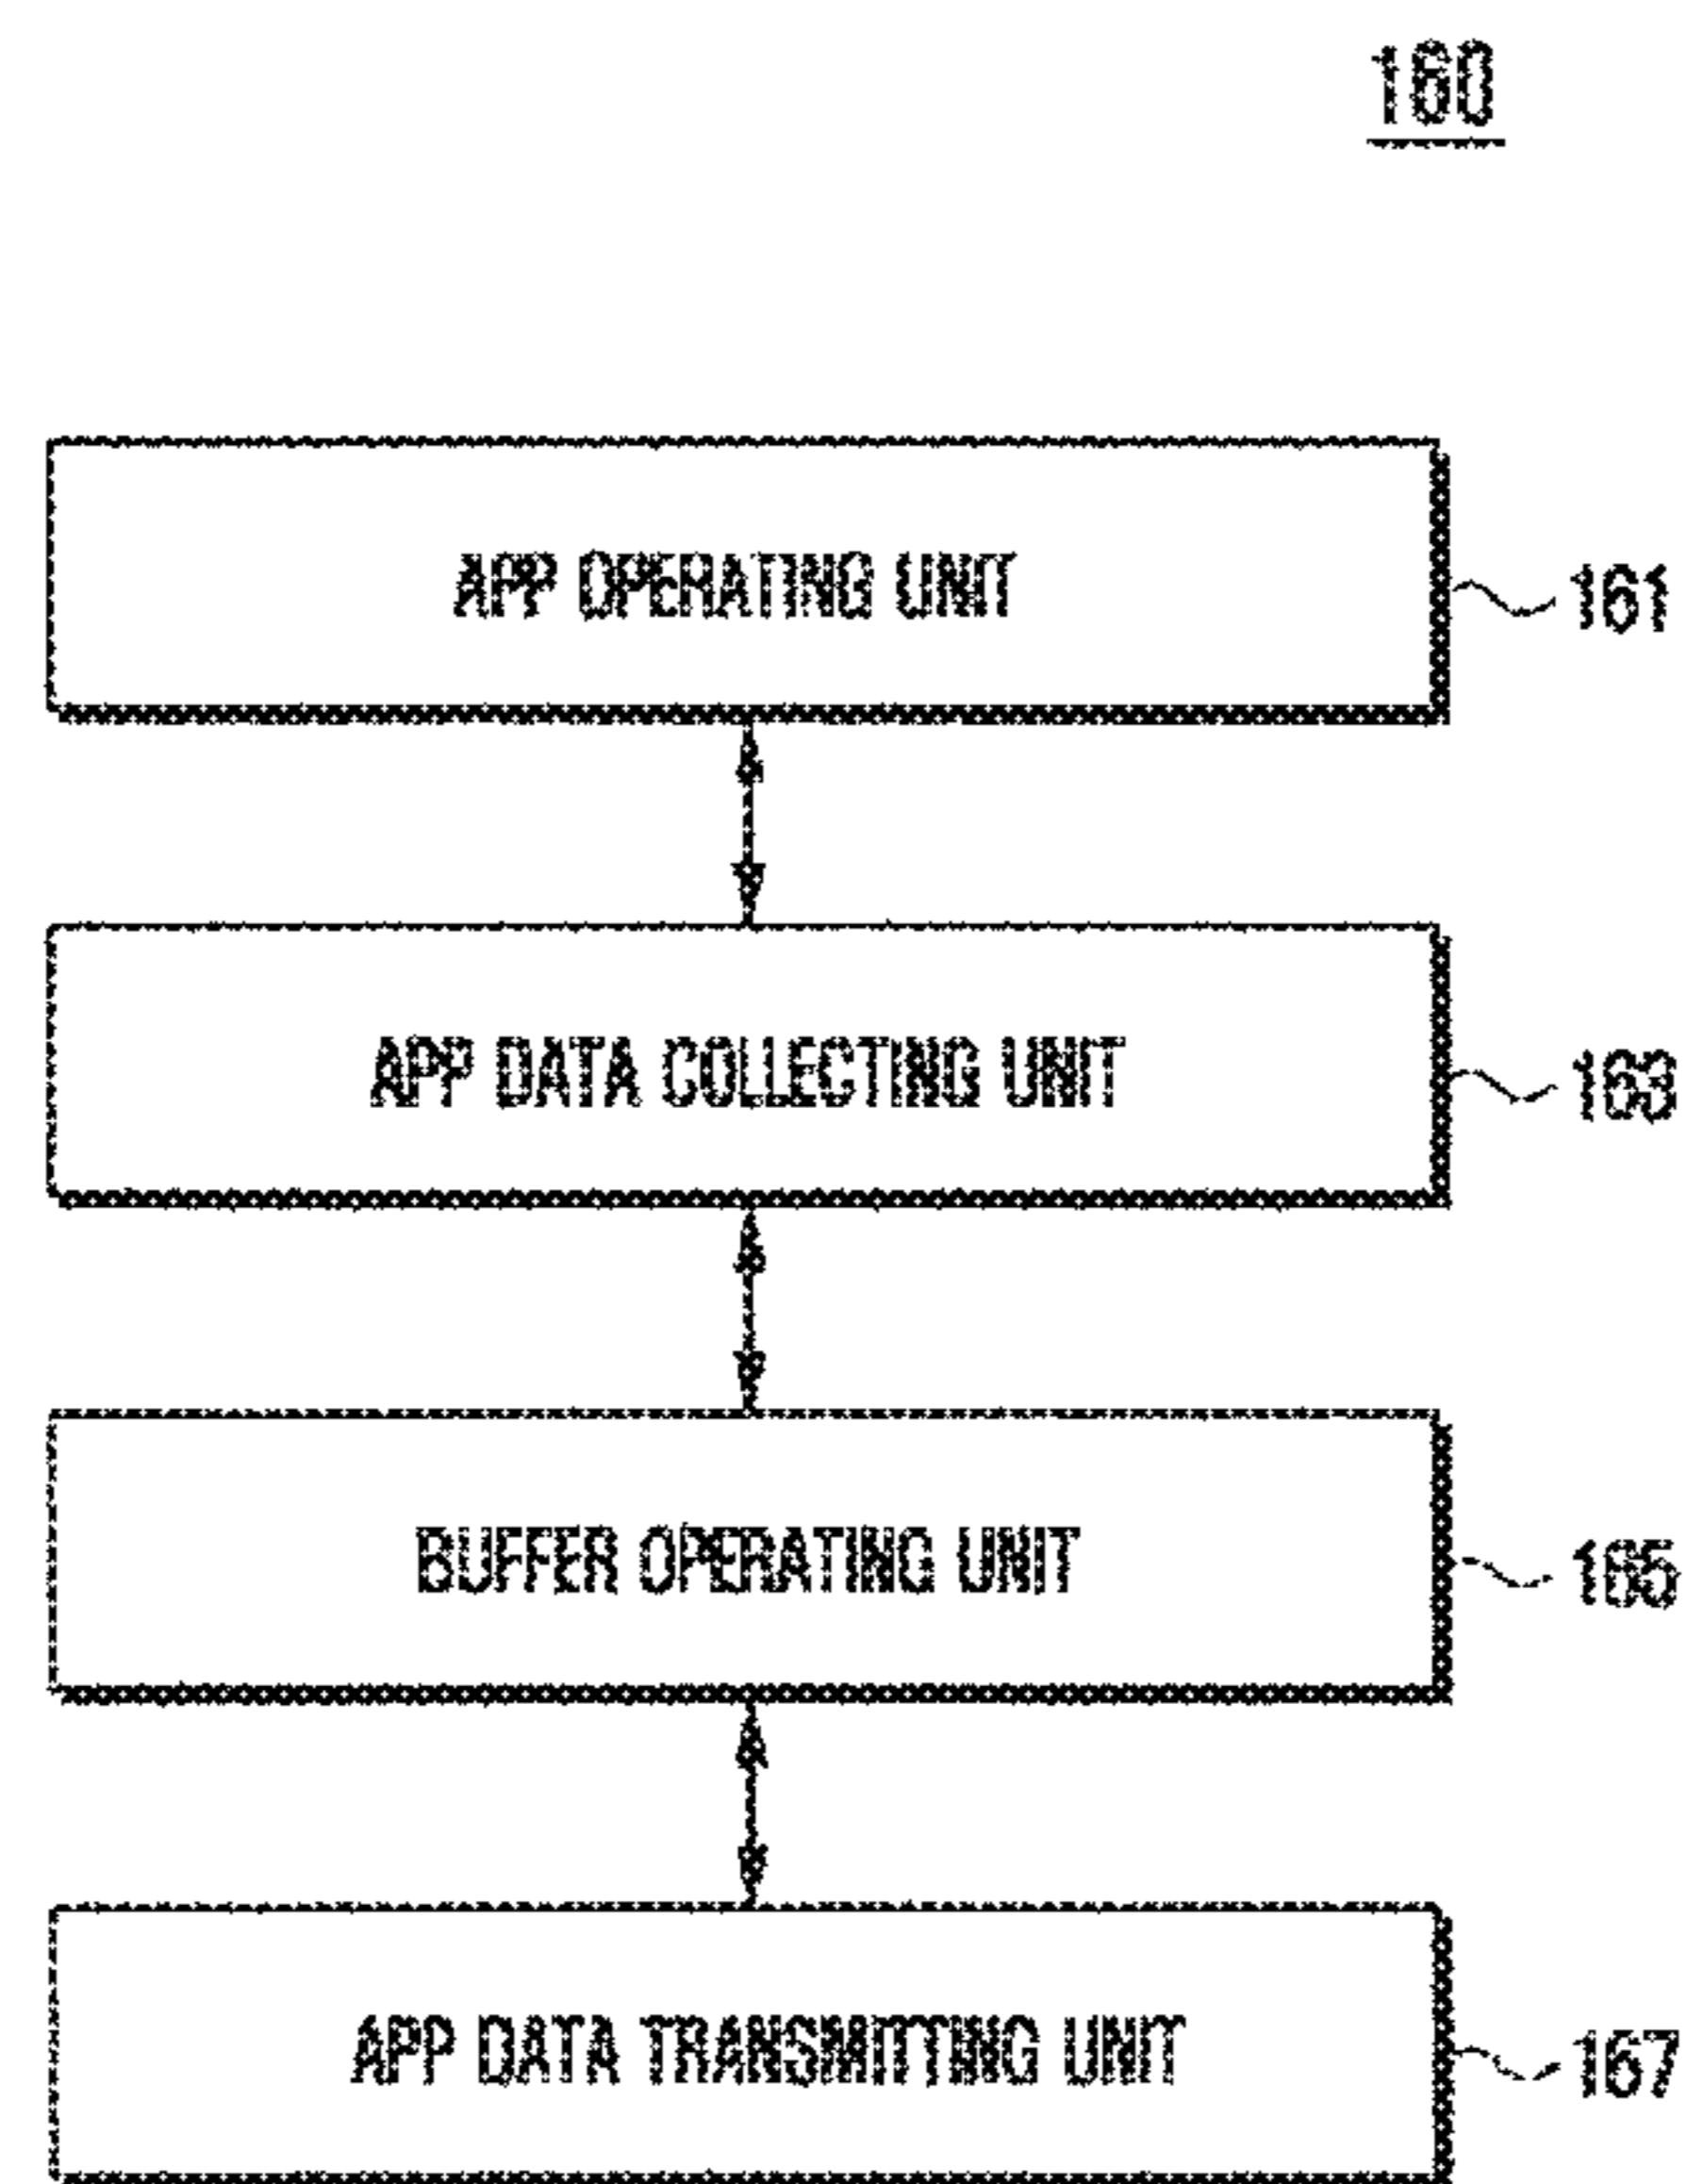 160
APP OPERATING UNIT
161
APP DATA COLLECTING UNIT
163
BUFFER OPERATING UNIT
165
APP DATA TRANSMITTING UNIT
167